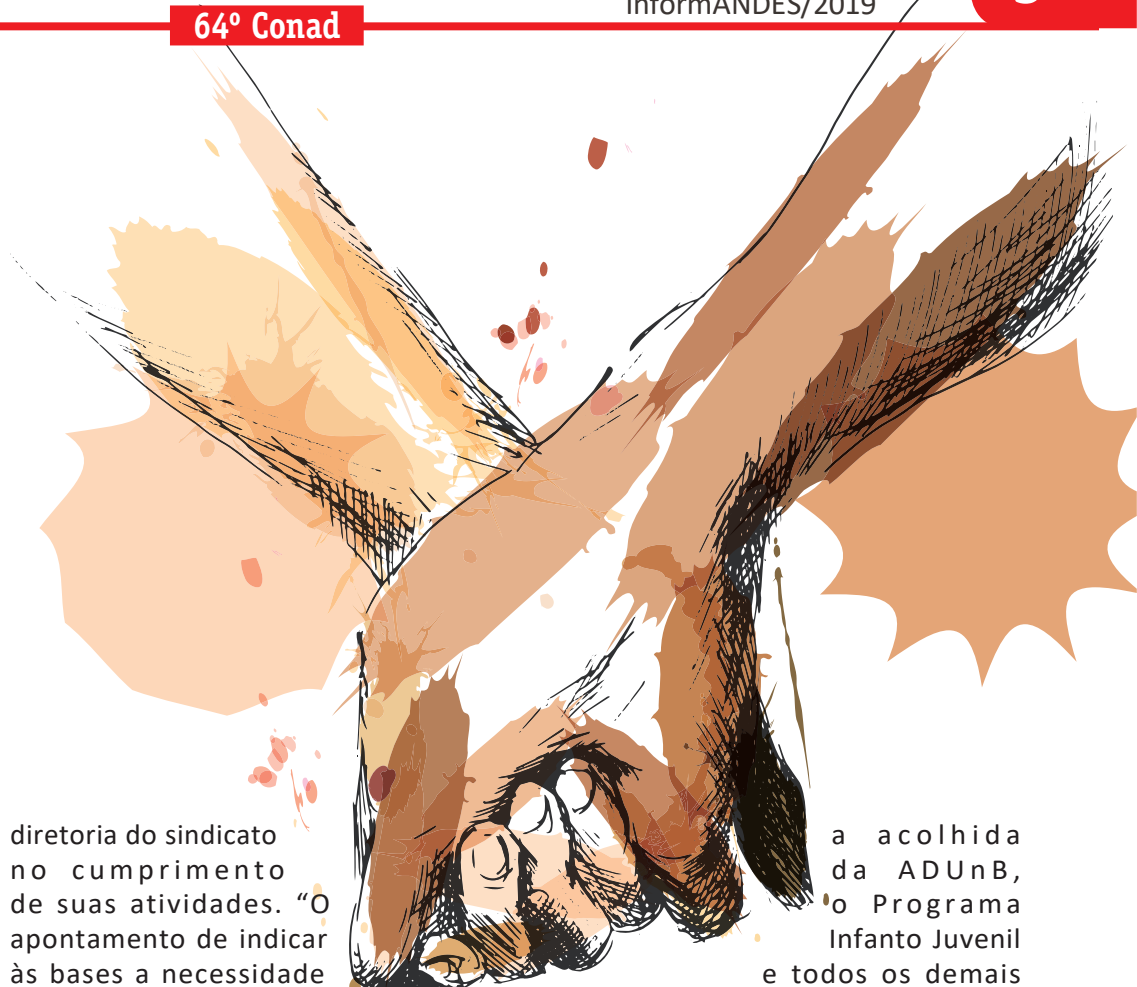 InformANDES/2019
64º Conad
diretoria do sindicato
no cumprimento
de suas atividades. “O
apontamento de indicar
às bases a necessidade
a acolhida
da ADUnB,
o Programa
Infanto Juvenil
e todos os demais